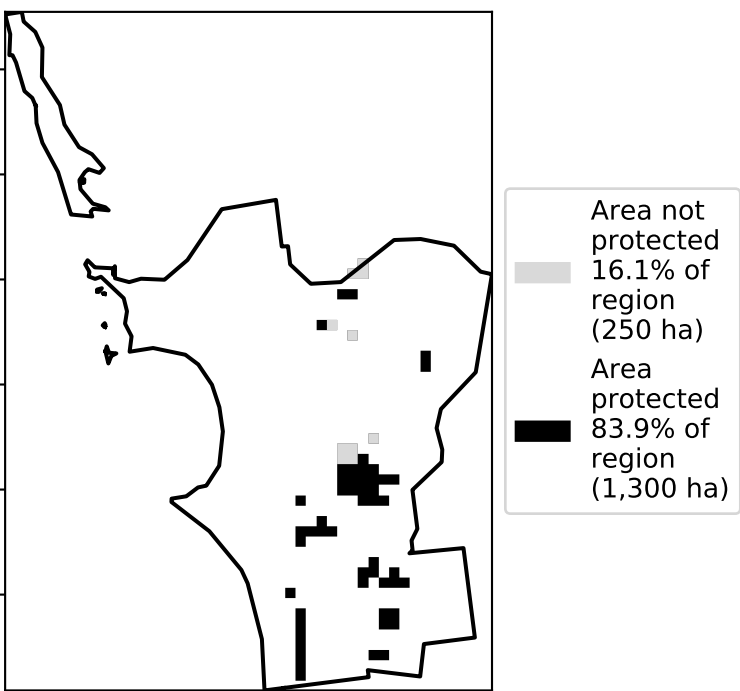 Area not
protected
16.1% of
region
(250 ha)
Area
protected
83.9% of
region
(1,300 ha)